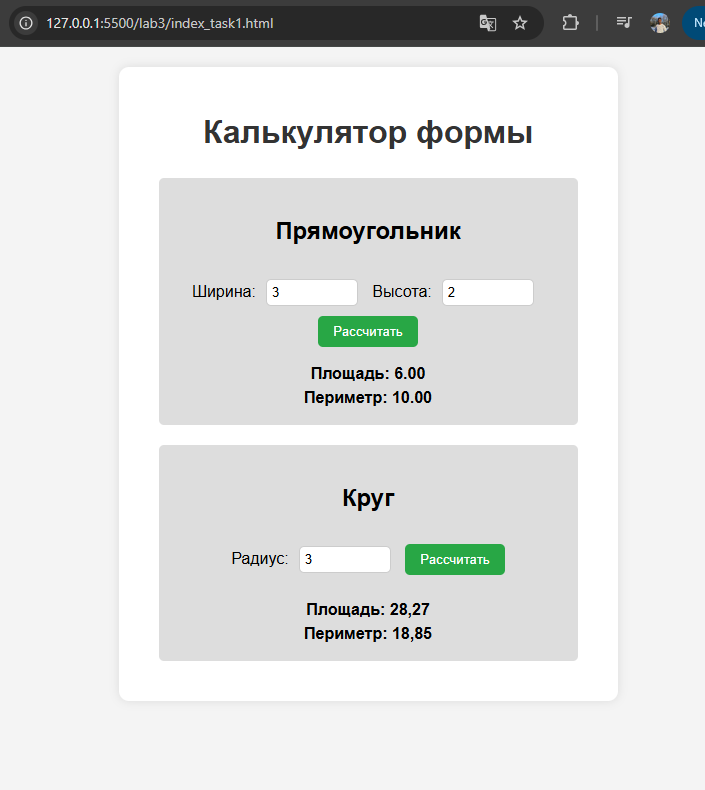 127.0.0.1:5500/lab3/index_task1.html
Калькулятор формы
Прямоугольник
Ширина: 3 Высота: 2
Рассчитать
Площадь: 6.00
Периметр: 10.00
Круг
Радиус: 3 Рассчитать
Площадь: 28,27
Периметр: 18,85